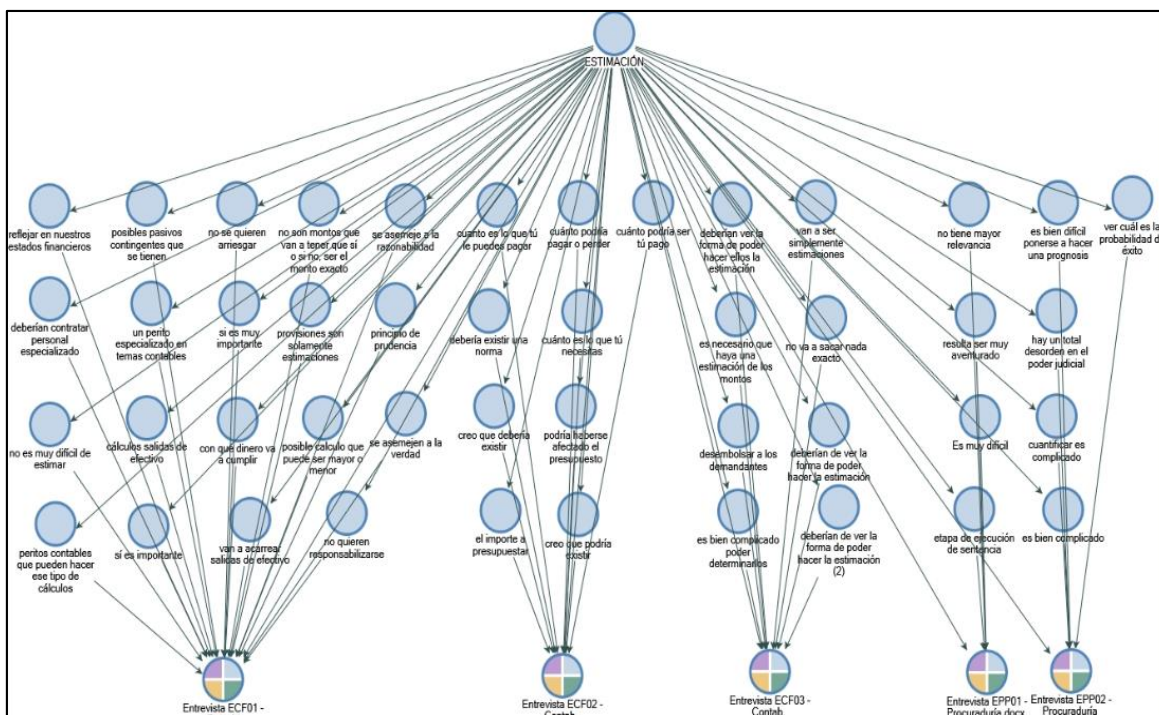 ESTIMACIÓN
reflejar en nuestros
estados financieros
posibles pasivos
contingentes que
se tienen
no se quieren
arriesgar
no son montos que
van a tener que sí
o si no, ser el
monto exacto
se asemeje a la
razonabilidad
cuanto es lo que tú
le puedes pagar
cuánto podría
pagar o perder
cuánto podría ser
tú pago
deberían ver la
forma de poder
hacer ellos la
estimación
van a ser
simplemente
estimaciones
no tiene mayor
relevancia
es bien difícil
ponerse a hacer
una prognosis
ver cuál es la
probabilidad de
éxito
deberían contratar
personal
especializado
un perito
especializado en
temas contables
si es muy
importante
provisiones son
solamente
estimaciones
principio de
prudencia
debería existir una
norma
cuánto es lo que tú
necesitas
es necesario que
haya una
estimación de los
montos
no va a sacar nada
exacto
resulta ser muy
aventurado
hay un total
desorden en el
poder judicial
no es muy difícil de
estimar
cálculos salidas de
efectivo
con qué dinero va
a cumplir
posible calculo que
puede ser mayor o
menor
se asemejen a la
verdad
creo que debería
existir
podría haberse
afectado el
presupuesto
desembolsar a los
demandantes
deberían de ver la
forma de poder
hacer la estimación
Es muy difícil
cuantificar es
complicado
peritos contables
que pueden hacer
ese tipo de
cálculos
sí es importante
van a acarrear
salidas de efectivo
no quieren
responsabilizarse
el importe a
presupuestar
creo que podría
existir
es bien complicado
poder
determinarlos
deberían de ver la
forma de poder
hacer la estimación
(2)
etapa de ejecución
de sentencia
es bien complicado
Entrevista ECF01 -
Entrevista ECF02 -
Contab
Entrevista ECF03 -
Contab
Entrevista EPP01 -
Procuraduría.docx
Entrevista EPP02 -
Procuraduría